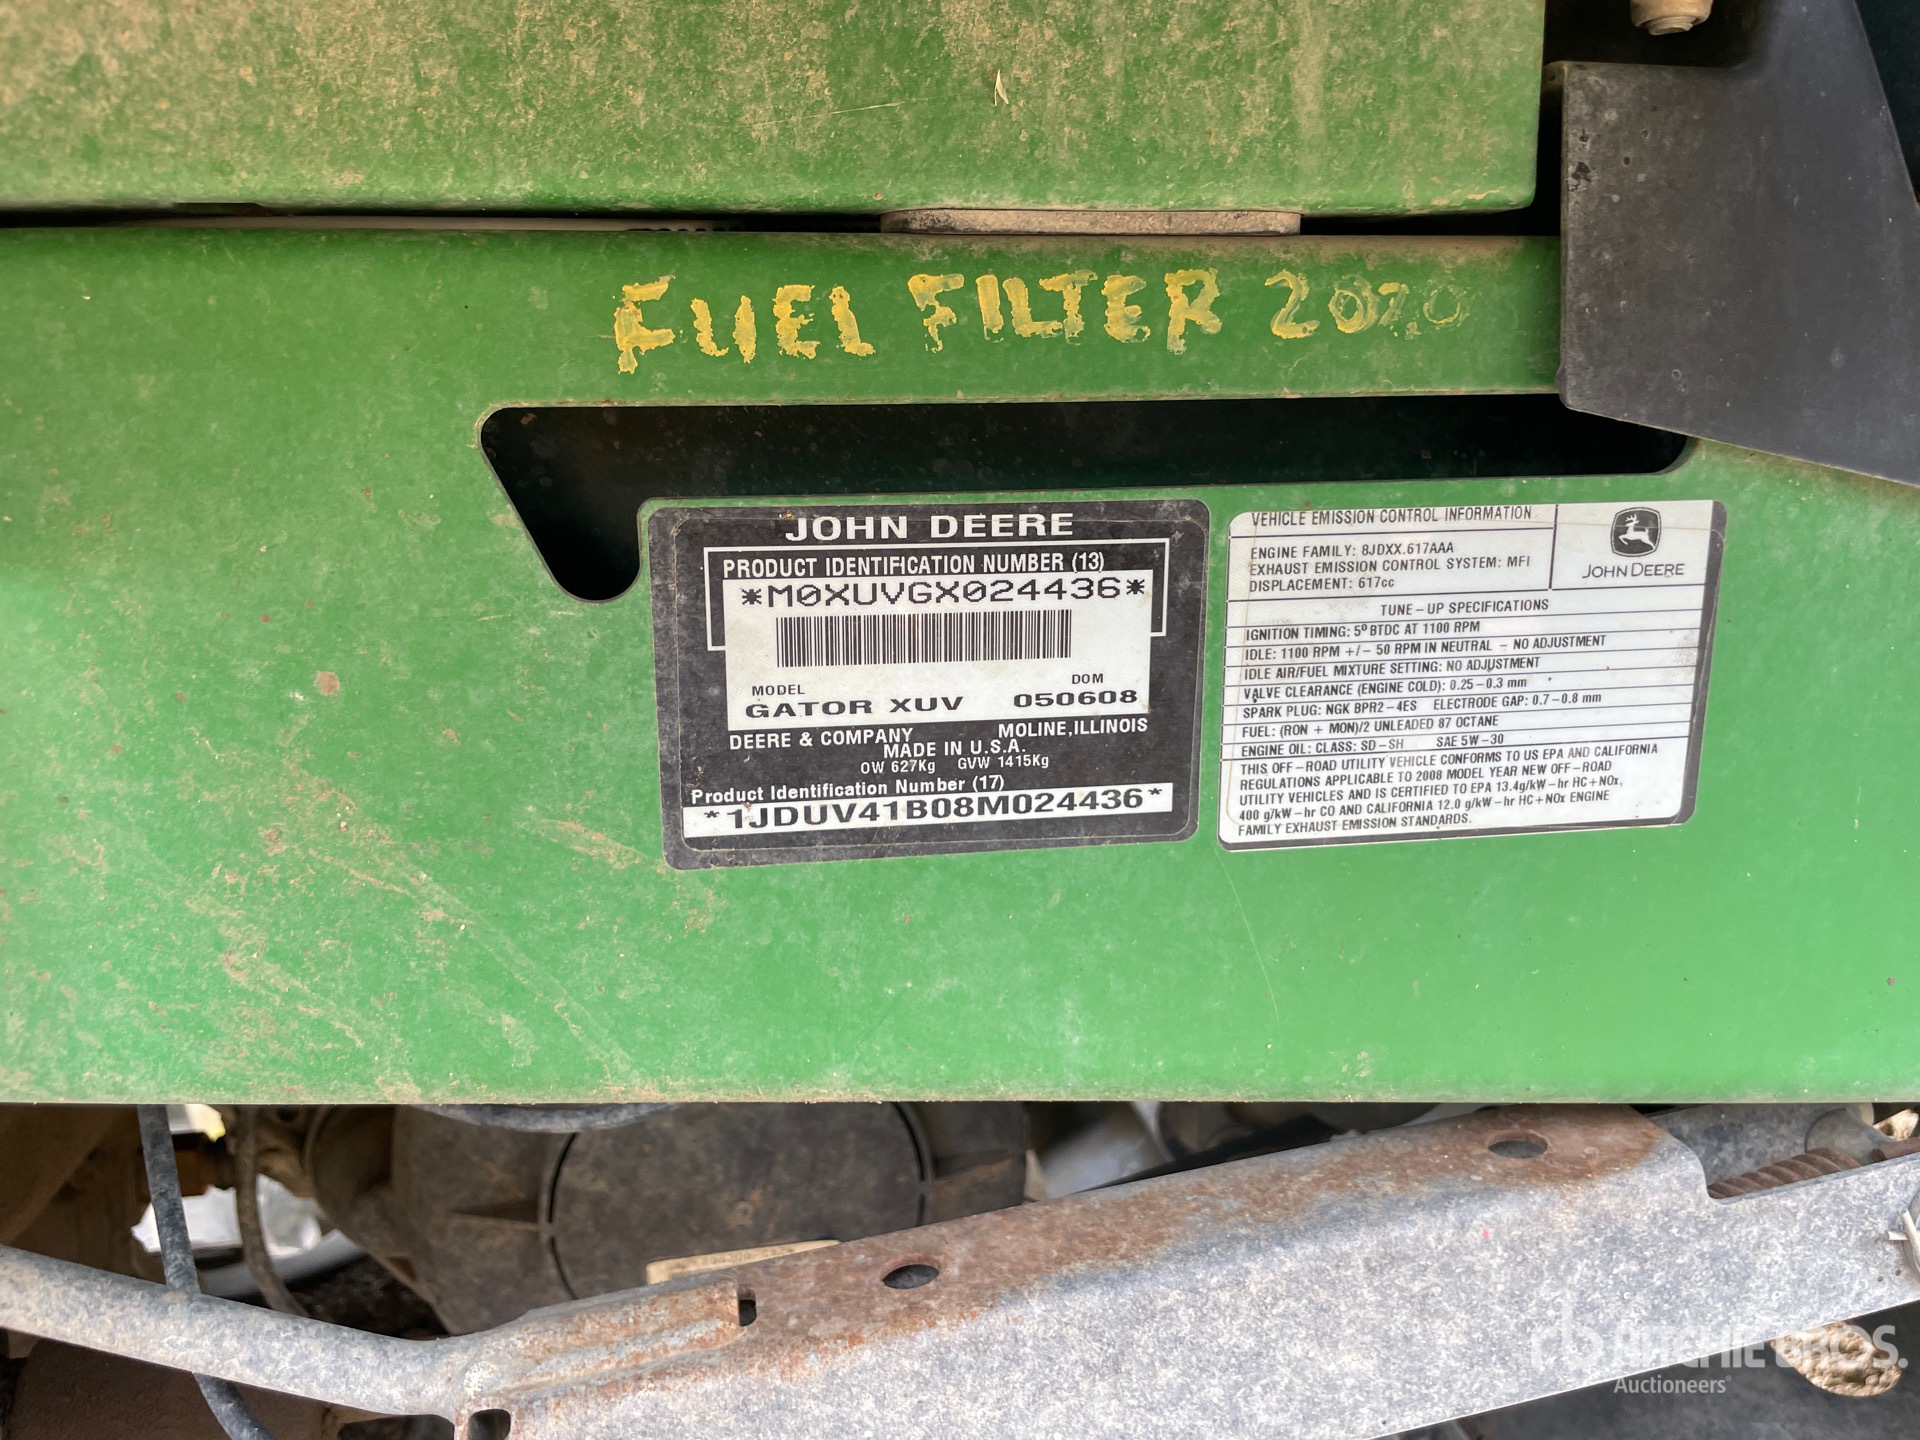 FUEL FILTER 2020
JOHN DEERE
PRODUCT IDENTIFICATION NUMBER (13)
*M0XUVGX024436*
MODEL DOM
GATOR XUV 050608
DEERE & COMPANY MOLINE, ILLINOIS
MADE IN U.S.A.
OW 627Kg GVW 1415Kg
Product Identification Number (17)
*1JDUV41B08M024436*
VEHICLE EMISSION CONTROL INFORMATION
ENGINE FAMILY: 8JDXX.617AAA
EXHAUST EMISSION CONTROL SYSTEM: MFI
DISPLACEMENT: 617cc
JOHN DEERE
TUNE-UP SPECIFICATIONS
IGNITION TIMING: 5° BTDC AT 1100 RPM
IDLE: 1100 RPM +/- 50 RPM IN NEUTRAL - NO ADJUSTMENT
IDLE AIR/FUEL MIXTURE SETTING: NO ADJUSTMENT
VALVE CLEARANCE (ENGINE COLD): 0.25-0.3 mm
SPARK PLUG: NGK BPR2-4ES ELECTRODE GAP: 0.7-0.8 mm
FUEL: (RON + MON)/2 UNLEADED 87 OCTANE
ENGINE OIL: CLASS: SD-SH SAE 5W-30
THIS OFF-ROAD UTILITY VEHICLE CONFORMS TO US EPA AND CALIFORNIA
REGULATIONS APPLICABLE TO 2008 MODEL YEAR NEW OFF-ROAD
UTILITY VEHICLES AND IS CERTIFIED TO EPA 13.4g/kW-hr HC+NOx,
400 g/kW-hr CO AND CALIFORNIA 12.0 g/kW-hr HC+NOx ENGINE
FAMILY EXHAUST EMISSION STANDARDS.
rb RITCHIE BROS.
Auctioneers